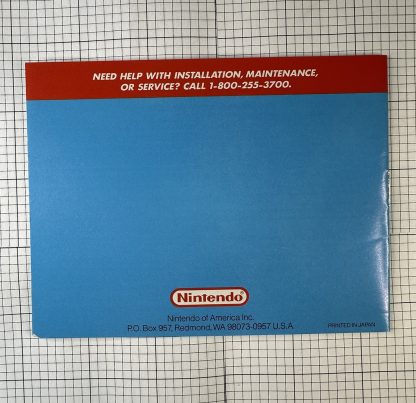 NEED HELP WITH INSTALLATION, MAINTENANCE,
OR SERVICE? CALL 1-800-255-3700.
Nintendo®
Nintendo of America Inc.
P.O. Box 957, Redmond, WA 98073-0957 U.S.A.
PRINTED IN JAPAN